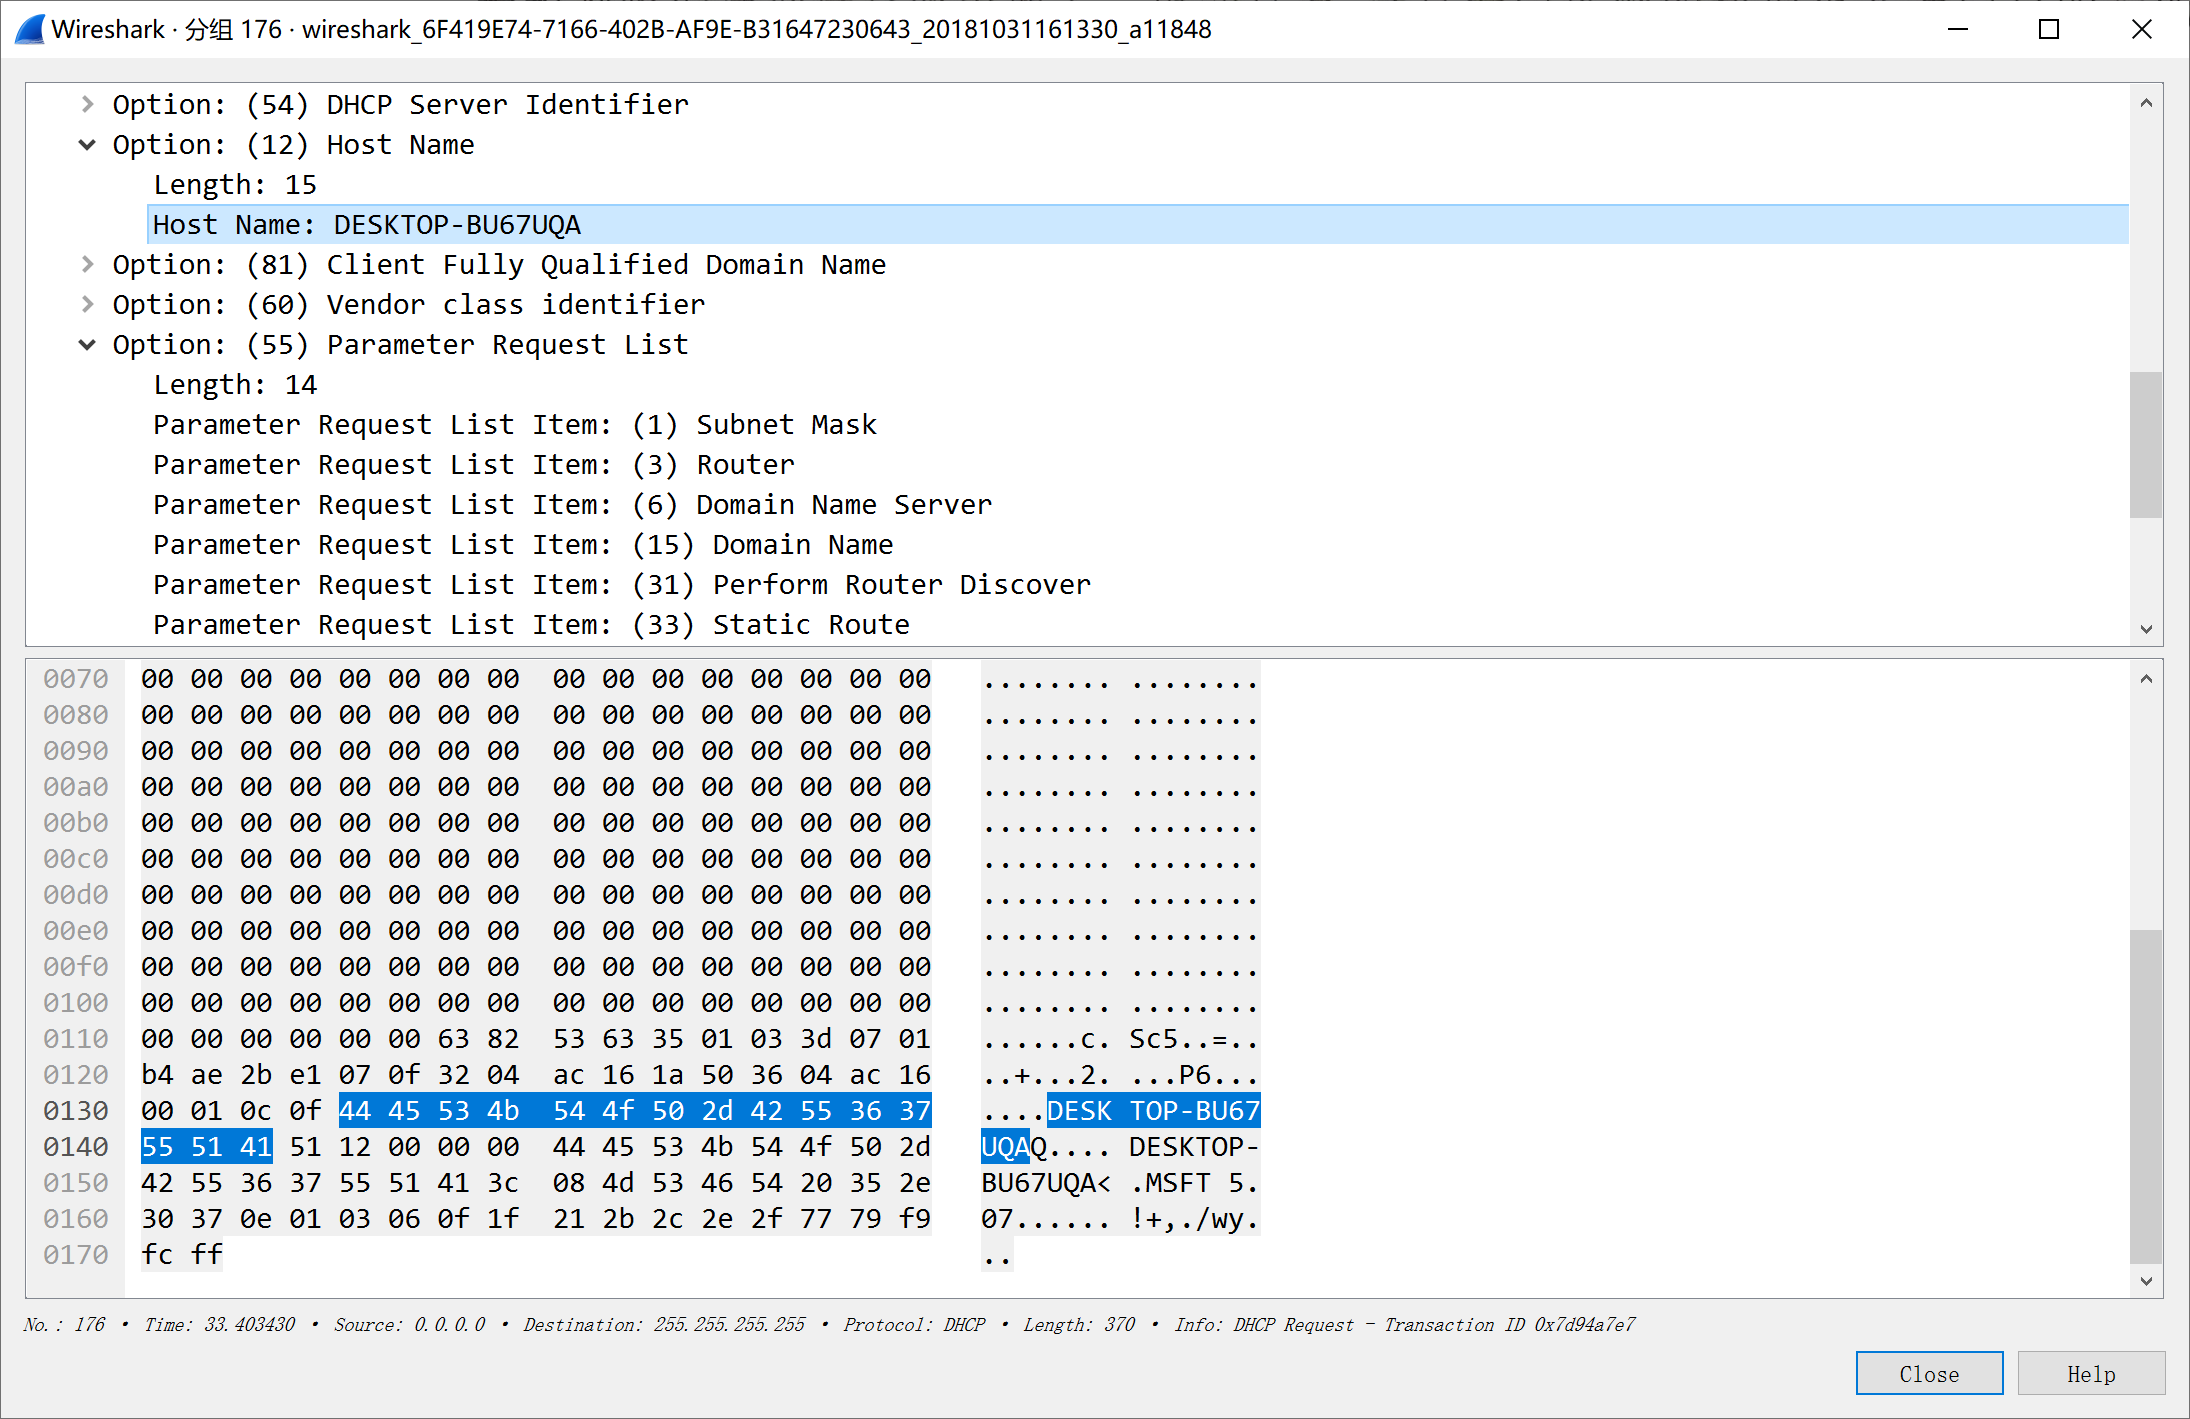 Wireshark · 分组 176 · wireshark_6F419E74-7166-402B-AF9E-B31647230643_20181031161330_a11848
Option: (54) DHCP Server Identifier
Option: (12) Host Name
Length: 15
Host Name: DESKTOP-BU67UQA
Option: (81) Client Fully Qualified Domain Name
Option: (60) Vendor class identifier
Option: (55) Parameter Request List
Length: 14
Parameter Request List Item: (1) Subnet Mask
Parameter Request List Item: (3) Router
Parameter Request List Item: (6) Domain Name Server
Parameter Request List Item: (15) Domain Name
Parameter Request List Item: (31) Perform Router Discover
Parameter Request List Item: (33) Static Route
0070 00 00 00 00 00 00 00 00 00 00 00 00 00 00 00 00 ........ ........
0080 00 00 00 00 00 00 00 00 00 00 00 00 00 00 00 00 ........ ........
0090 00 00 00 00 00 00 00 00 00 00 00 00 00 00 00 00 ........ ........
00a0 00 00 00 00 00 00 00 00 00 00 00 00 00 00 00 00 ........ ........
00b0 00 00 00 00 00 00 00 00 00 00 00 00 00 00 00 00 ........ ........
00c0 00 00 00 00 00 00 00 00 00 00 00 00 00 00 00 00 ........ ........
00d0 00 00 00 00 00 00 00 00 00 00 00 00 00 00 00 00 ........ ........
00e0 00 00 00 00 00 00 00 00 00 00 00 00 00 00 00 00 ........ ........
00f0 00 00 00 00 00 00 00 00 00 00 00 00 00 00 00 00 ........ ........
0100 00 00 00 00 00 00 00 00 00 00 00 00 00 00 00 00 ........ ........
0110 00 00 00 00 00 00 63 82 53 63 35 01 03 3d 07 01 ......c. Sc5..=..
0120 b4 ae 2b e1 07 0f 32 04 ac 16 1a 50 36 04 ac 16 ..+...2. ...P6...
0130 00 01 0c 0f 44 45 53 4b 54 4f 50 2d 42 55 36 37 ....DESK TOP-BU67
0140 55 51 41 51 12 00 00 00 44 45 53 4b 54 4f 50 2d UQAQ.... DESKTOP-
0150 42 55 36 37 55 51 41 3c 08 4d 53 46 54 20 35 2e BU67UQA< .MSFT 5.
0160 30 37 0e 01 03 06 0f 1f 21 2b 2c 2e 2f 77 79 f9 07...... !+,./wy.
0170 fc ff ..
No.: 176 · Time: 33.403430 · Source: 0.0.0.0 · Destination: 255.255.255.255 · Protocol: DHCP · Length: 370 · Info: DHCP Request - Transaction ID 0x7d94a7e7
Close Help